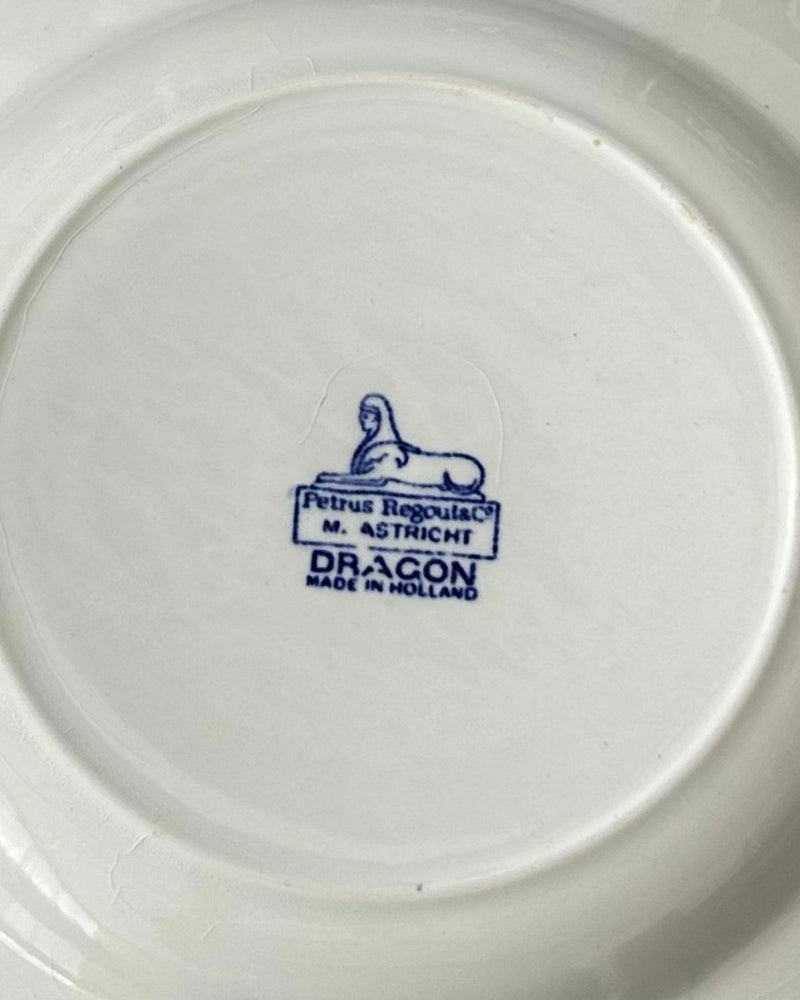 Petrus Regout&Co
M. ASTRICHT
DRAGON
MADE IN HOLLAND